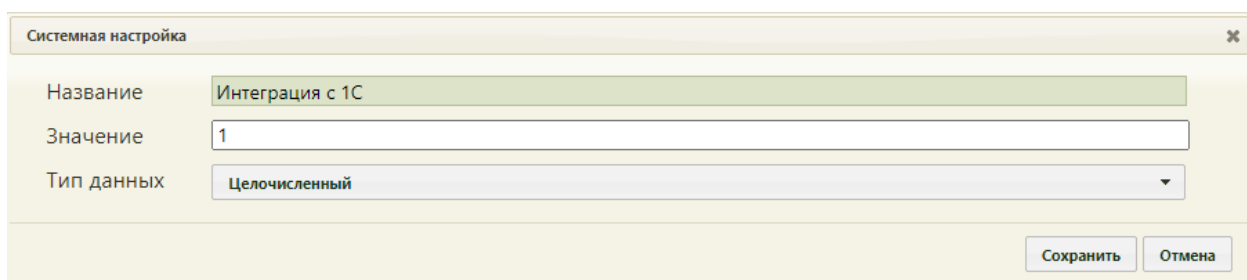 Системная настройка
Название Интеграция с 1С
Значение 1
Тип данных Целочисленный
Сохранить Отмена